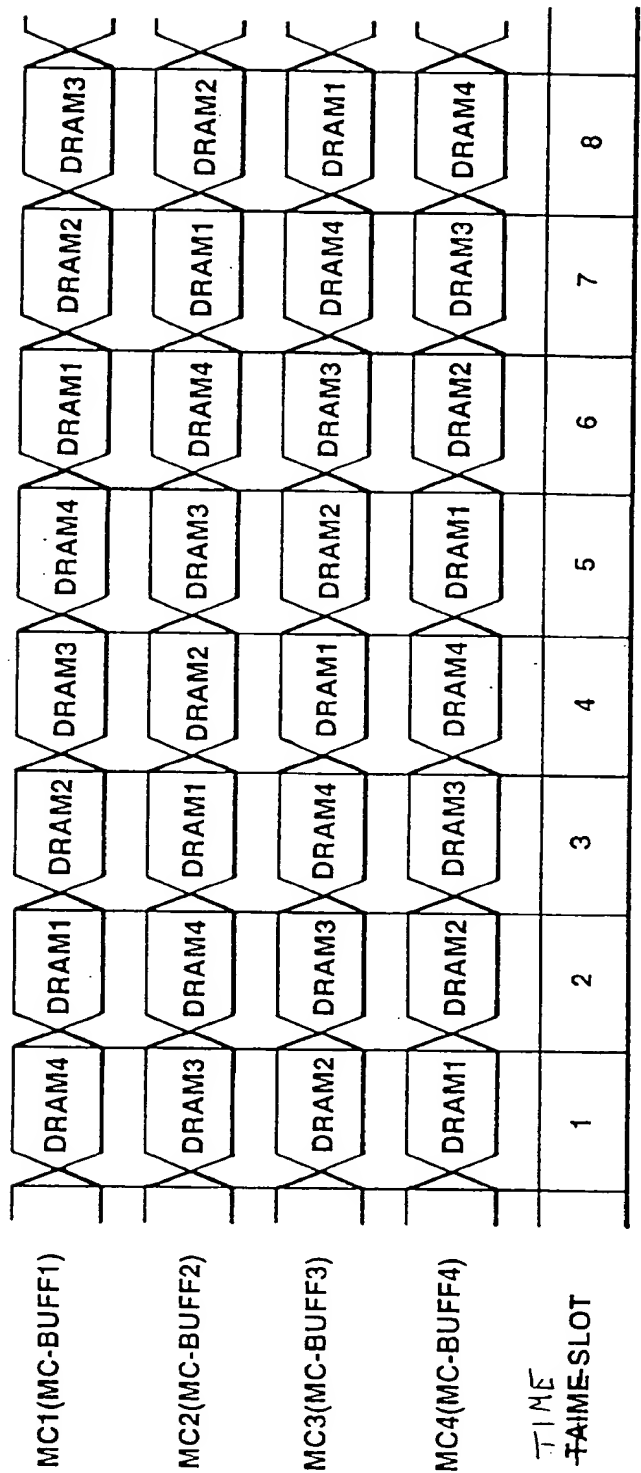 MC1(MC-BUFF1) DRAM4 DRAM1 DRAM2 DRAM3 DRAM4 DRAM1 DRAM2 DRAM3
MC2(MC-BUFF2) DRAM3 DRAM4 DRAM1 DRAM2 DRAM3 DRAM4 DRAM1 DRAM2
MC3(MC-BUFF3) DRAM2 DRAM3 DRAM4 DRAM1 DRAM2 DRAM3 DRAM4 DRAM1
MC4(MC-BUFF4) DRAM1 DRAM2 DRAM3 DRAM4 DRAM1 DRAM2 DRAM3 DRAM4
TIME
TAIME-SLOT 1 2 3 4 5 6 7 8